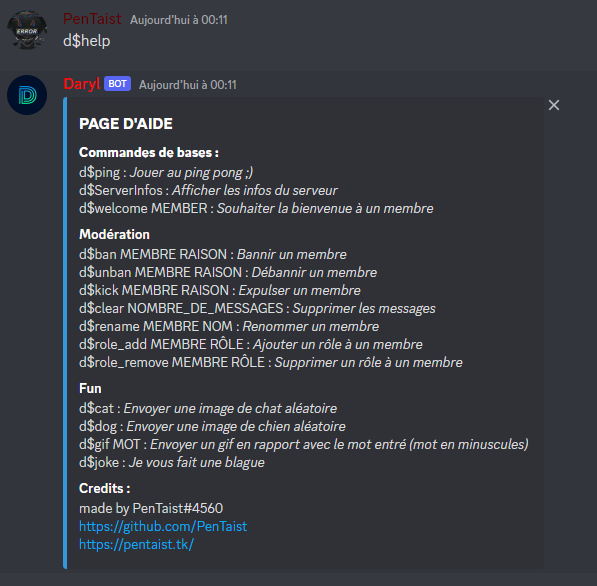 ERROR
PenTaist Aujourd'hui à 00:11
d$help
Daryl BOT Aujourd'hui à 00:11
PAGE D'AIDE
Commandes de bases :
d$ping : Jouer au ping pong ;)
d$ServerInfos : Afficher les infos du serveur
d$welcome MEMBER : Souhaiter la bienvenue à un membre
Modération
d$ban MEMBRE RAISON : Bannir un membre
d$unban MEMBRE RAISON : Débannir un membre
d$kick MEMBRE RAISON : Expulser un membre
d$clear NOMBRE_DE_MESSAGES : Supprimer les messages
d$rename MEMBRE NOM : Renommer un membre
d$role_add MEMBRE RÔLE : Ajouter un rôle à un membre
d$role_remove MEMBRE RÔLE : Supprimer un rôle à un membre
Fun
d$cat : Envoyer une image de chat aléatoire
d$dog : Envoyer une image de chien aléatoire
d$gif MOT : Envoyer un gif en rapport avec le mot entré (mot en minuscules)
d$joke : Je vous fait une blague
Credits :
made by PenTaist#4560
https://github.com/PenTaist
https://pentaist.tk/